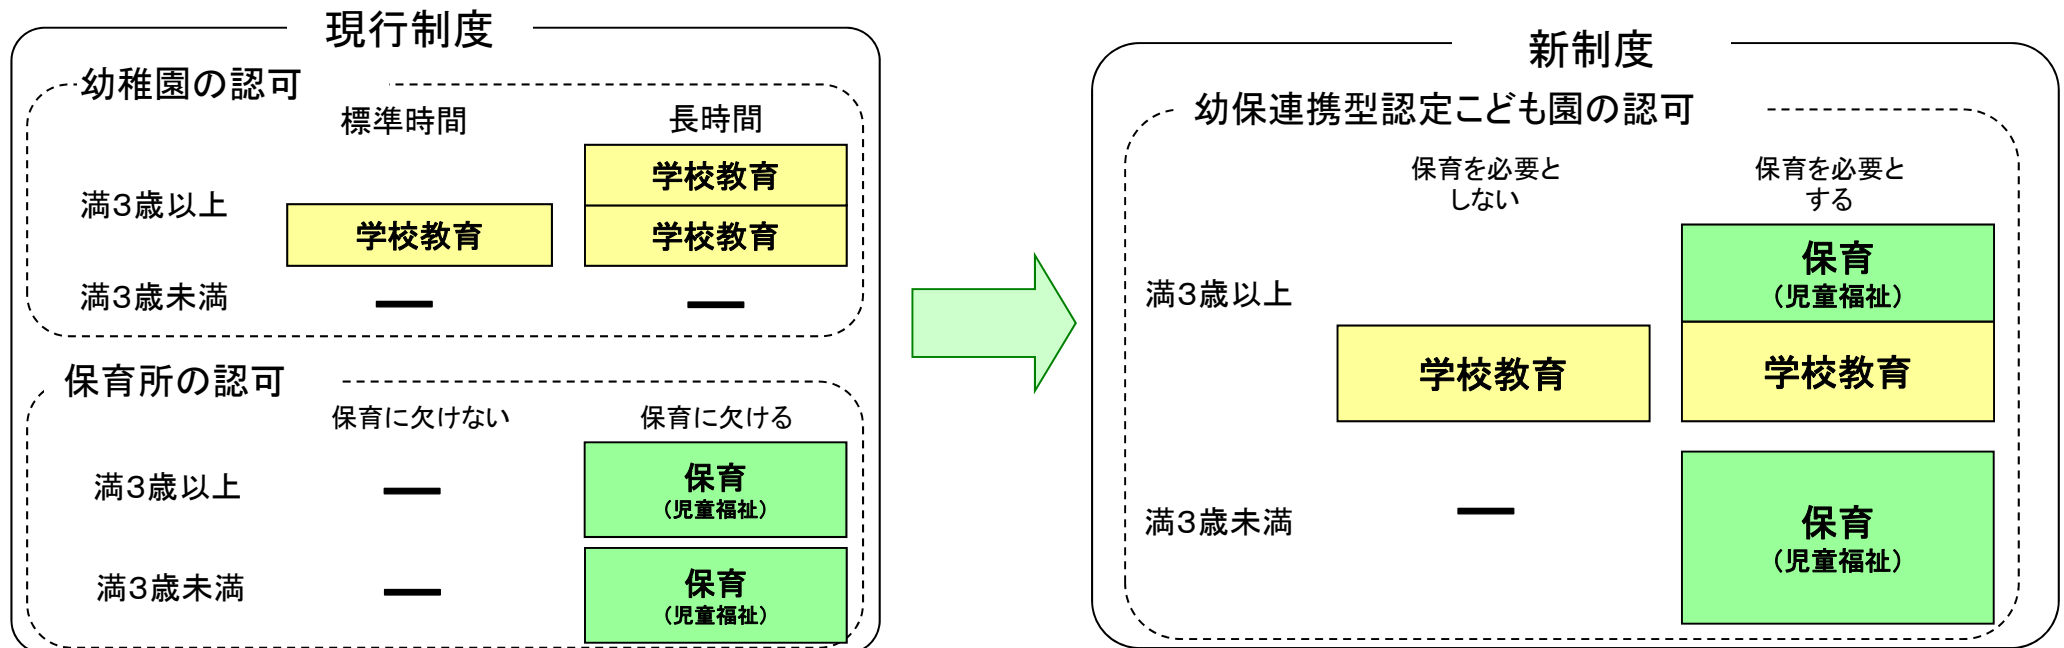 現行制度
幼稚園の認可
標準時間 長時間
学校教育
満3歳以上
学校教育 学校教育
満3歳未満 ― ―
保育所の認可
保育に欠けない 保育に欠ける
満3歳以上 ― 保育
(児童福祉)
満3歳未満 ― 保育
(児童福祉)
新制度
幼保連携型認定こども園の認可
保育を必要と
しない
保育を必要と
する
満3歳以上
保育
(児童福祉)
学校教育 学校教育
満3歳未満 ― 保育
(児童福祉)